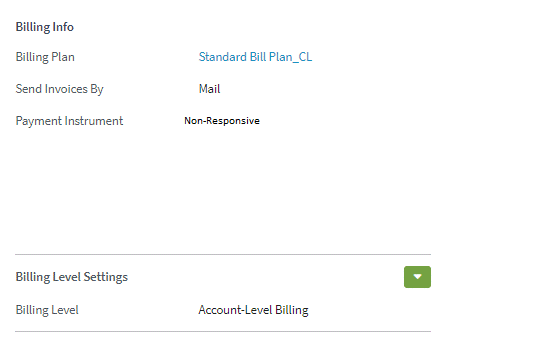 Billing Info
Billing Plan Standard Bill Plan_CL
Send Invoices By Mail
Payment Instrument Non-Responsive
Billing Level Settings
Billing Level Account-Level Billing